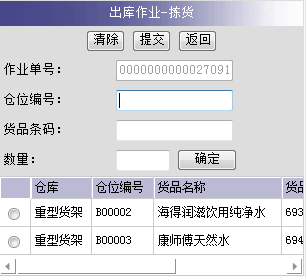 出库作业-拣货
清除 提交 返回
作业单号： 0000000000027091
仓位编号：
货品条码：
数量： 确定
仓库 仓位编号 货品名称 货品
重型货架 B00002 海得润滋饮用纯净水 693
重型货架 B00003 康师傅天然水 694